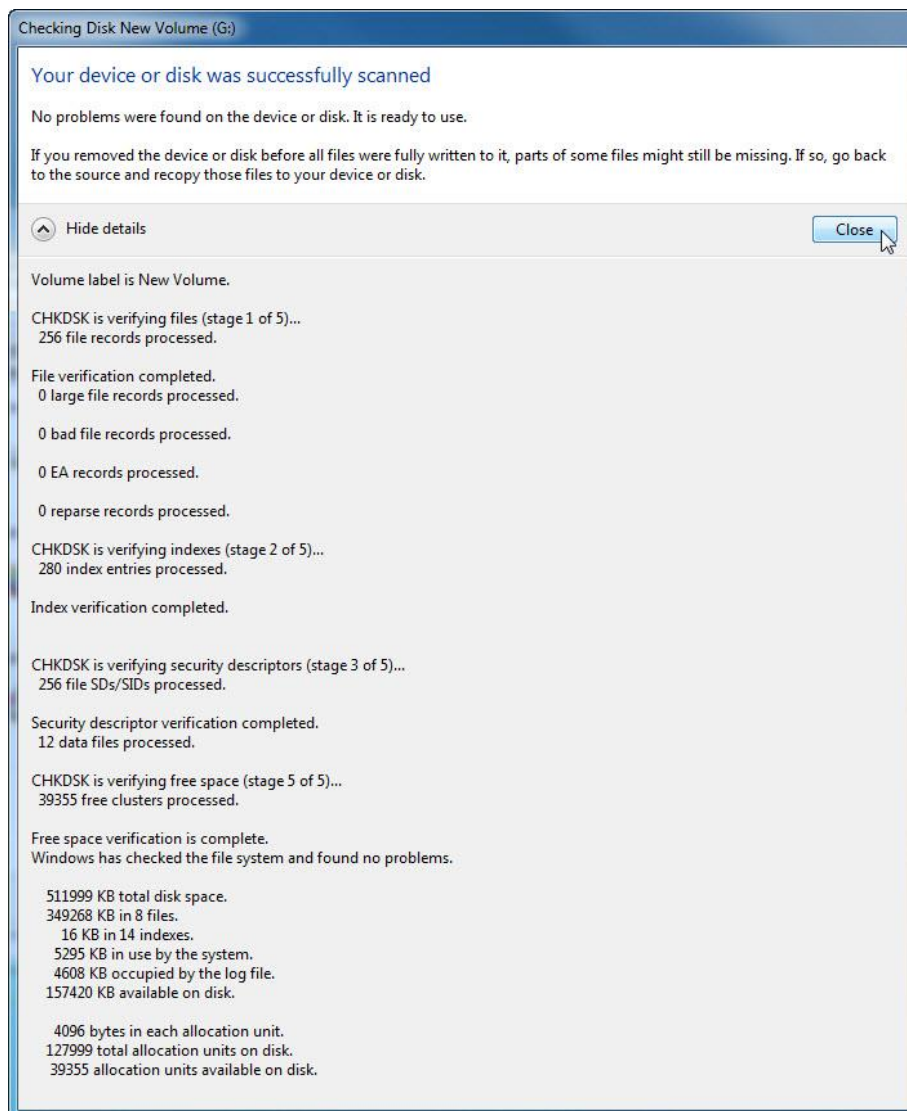 Checking Disk New Volume (G:)
Your device or disk was successfully scanned
No problems were found on the device or disk. It is ready to use.
If you removed the device or disk before all files were fully written to it, parts of some files might still be missing. If so, go back
to the source and recopy those files to your device or disk.
Hide details
Close
Volume label is New Volume.
CHKDSK is verifying files (stage 1 of 5)...
256 file records processed.
File verification completed.
0 large file records processed.
0 bad file records processed.
0 EA records processed.
0 reparse records processed.
CHKDSK is verifying indexes (stage 2 of 5)...
280 index entries processed.
Index verification completed.
CHKDSK is verifying security descriptors (stage 3 of 5)...
256 file SDs/SIDs processed.
Security descriptor verification completed.
12 data files processed.
CHKDSK is verifying free space (stage 5 of 5)...
39355 free clusters processed.
Free space verification is complete.
Windows has checked the file system and found no problems.
511999 KB total disk space.
349268 KB in 8 files.
16 KB in 14 indexes.
5295 KB in use by the system.
4608 KB occupied by the log file.
157420 KB available on disk.
4096 bytes in each allocation unit.
127999 total allocation units on disk.
39355 allocation units available on disk.